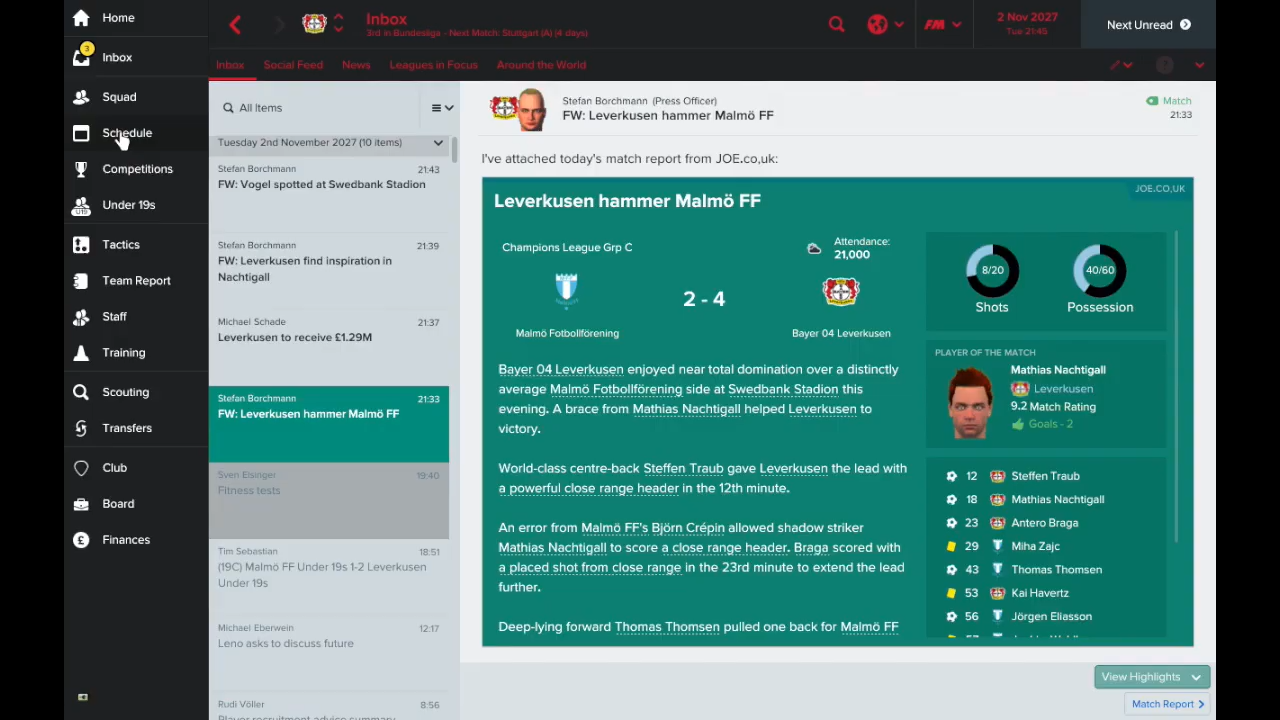 Home
Inbox
3
Squad
Schedule
Competitions
Under 19s
U19
Tactics
Team Report
Staff
Training
Scouting
Transfers
Club
Board
Finances
Inbox
3rd in Bundesliga - Next Match: Stuttgart (A) (4 days)
FM
2 Nov 2027
Tue 21:45
Next Unread
Inbox
Social Feed
News
Leagues in Focus
Around the World
All Items
Tuesday 2nd November 2027 (10 items)
Stefan Borchmann 21:43
FW: Vogel spotted at Swedbank Stadion
Stefan Borchmann 21:39
FW: Leverkusen find inspiration in
Nachtigall
Michael Schade 21:37
Leverkusen to receive £1.29M
Stefan Borchmann 21:33
FW: Leverkusen hammer Malmö FF
Sven Elsinger 19:40
Fitness tests
Tim Sebastian 18:51
(19C) Malmö FF Under 19s 1-2 Leverkusen
Under 19s
Michael Eberwein 12:17
Leno asks to discuss future
Rudi Völler 8:56
Player recruitment advice summary
Stefan Borchmann (Press Officer)
FW: Leverkusen hammer Malmö FF
Match
21:33
I've attached today's match report from JOE.co,uk:
Leverkusen hammer Malmö FF
JOE.CO,UK
Champions League Grp C
Attendance:
21,000
2 - 4
Malmö Fotbollförening
Bayer 04 Leverkusen
8/20
Shots
40/60
Possession
Bayer 04 Leverkusen enjoyed near total domination over a distinctly
average Malmö Fotbollförening side at Swedbank Stadion this
evening. A brace from Mathias Nachtigall helped Leverkusen to
victory.
World-class centre-back Steffen Traub gave Leverkusen the lead with
a powerful close range header in the 12th minute.
An error from Malmö FF's Björn Crépin allowed shadow striker
Mathias Nachtigall to score a close range header. Braga scored with
a placed shot from close range in the 23rd minute to extend the lead
further.
Deep-lying forward Thomas Thomsen pulled one back for Malmö FF
PLAYER OF THE MATCH
Mathias Nachtigall
Leverkusen
9.2 Match Rating
Goals - 2
12 Steffen Traub
18 Mathias Nachtigall
23 Antero Braga
29 Miha Zajc
43 Thomas Thomsen
53 Kai Havertz
56 Jörgen Eliasson
View Highlights
Match Report